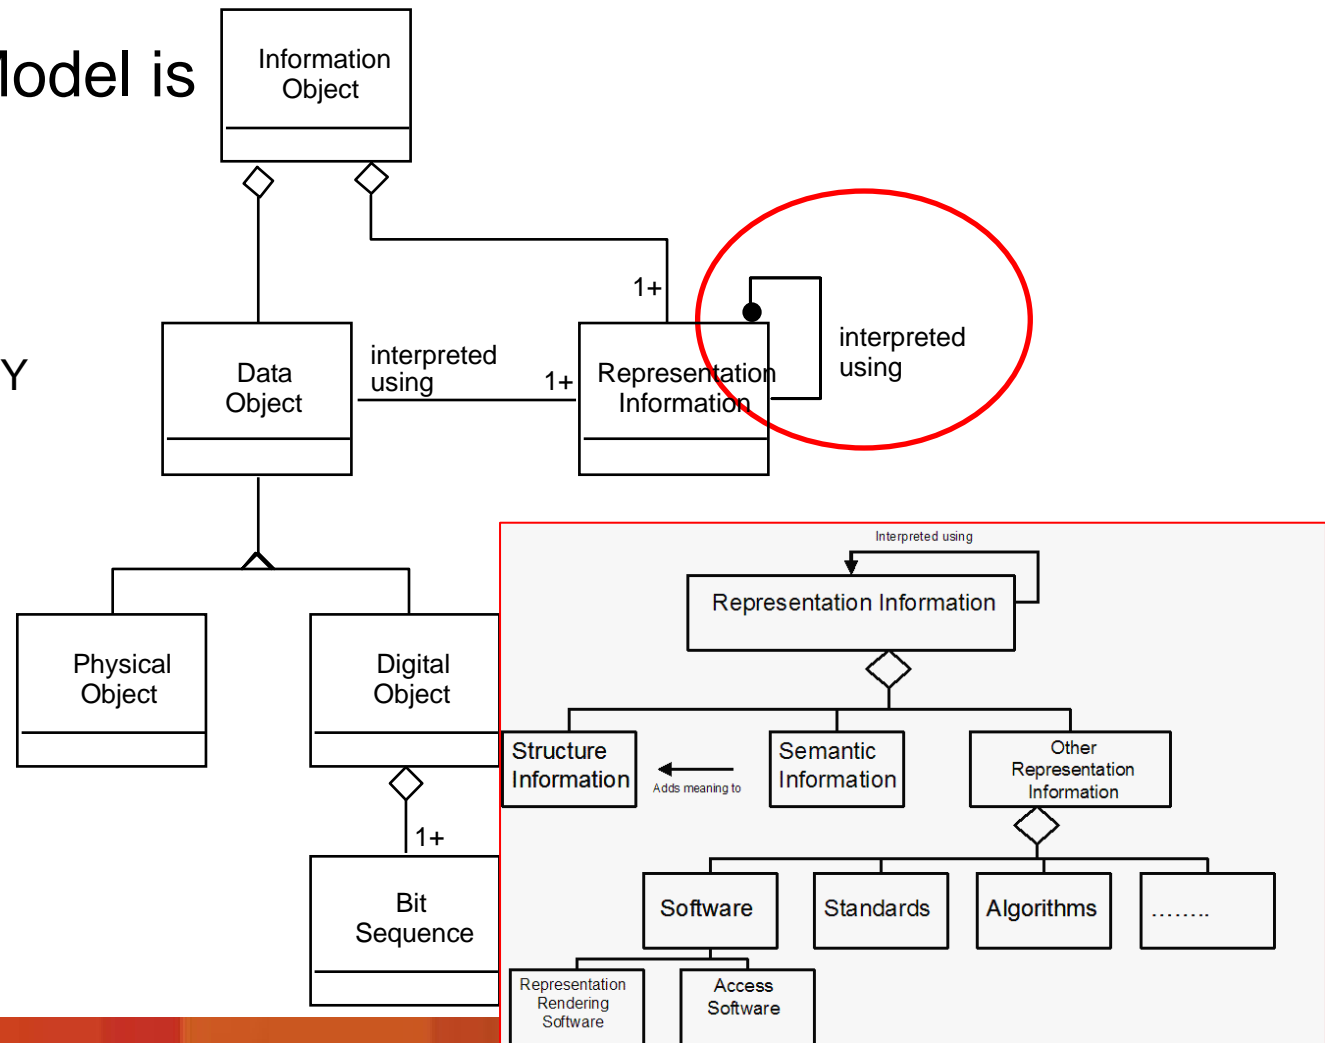 Model is
Information
Object
1+
interpreted
using
Y
Data
Object
interpreted
using
1+
Representation
Information
Physical
Object
Digital
Object
1+
Bit
Sequence
Interpreted using
Representation Information
Structure
Information
Adds meaning to
Semantic
Information
Other
Representation
Information
Software
Standards
Algorithms
........
Representation
Rendering
Software
Access
Software